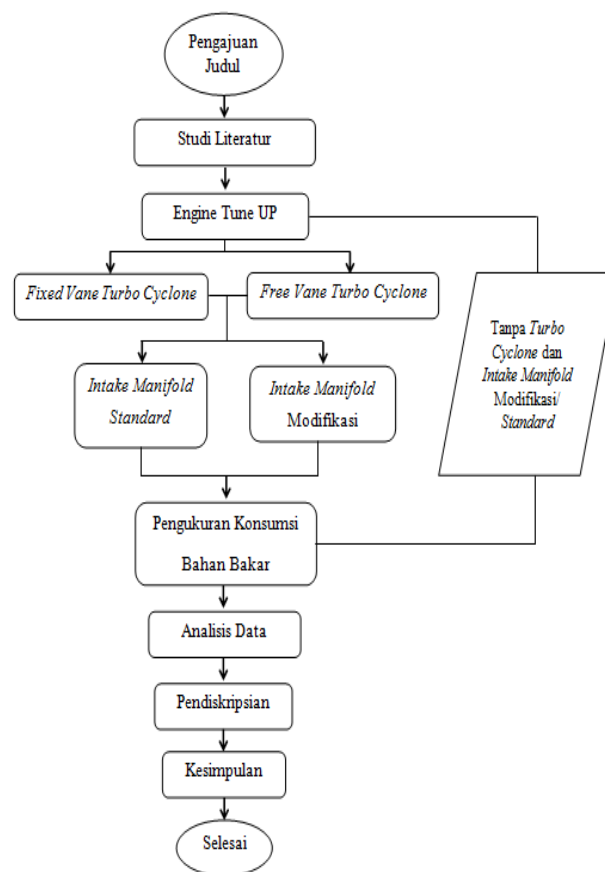 Pengajuan
Judul
Studi Literatur
Engine Tune UP
Fixed Vane Turbo Cyclone
Free Vane Turbo Cyclone
Tanpa Turbo
Cyclone dan
Intake Manifold
Modifikasi/
Standard
Intake Manifold
Standard
Intake Manifold
Modifikasi
Pengukuran Konsumsi
Bahan Bakar
Analisis Data
Pendiskripsian
Kesimpulan
Selesai